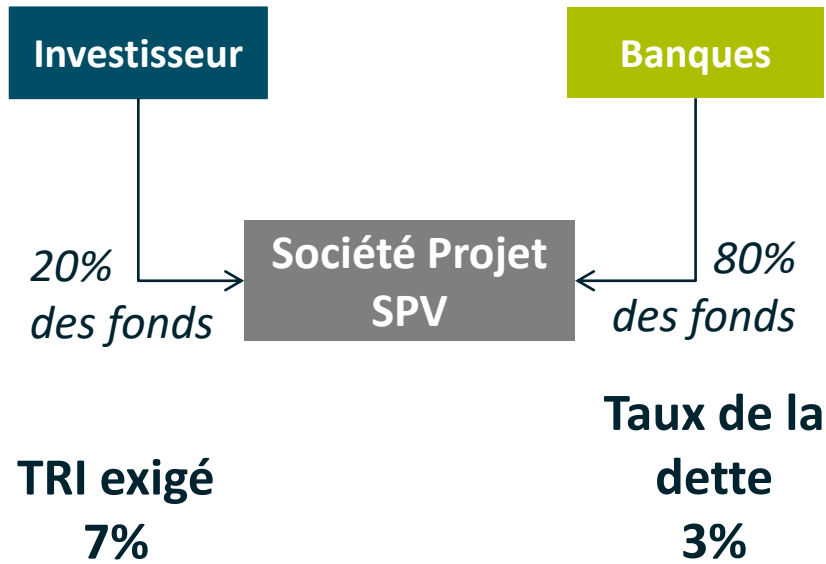 Investisseur
Banques
20%
des fonds
Société Projet
SPV
80%
des fonds
TRI exigé
7%
Taux de la
dette
3%